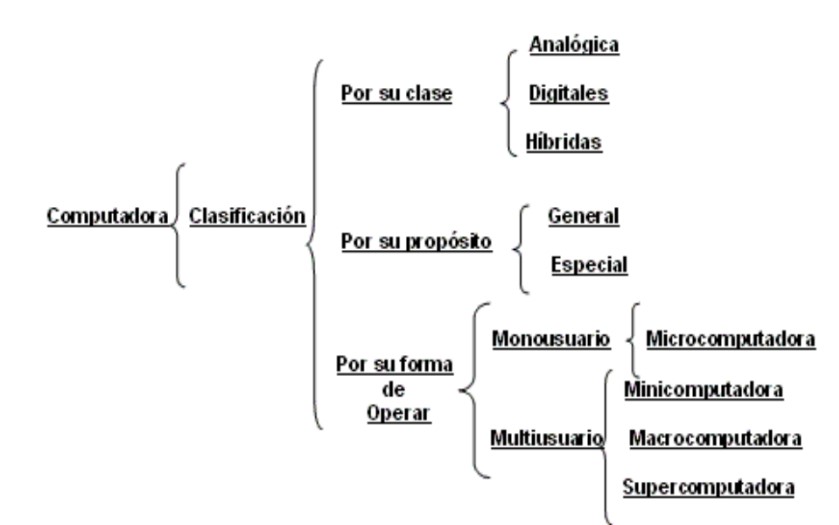 Computadora
Clasificación
Por su clase
Analógica
Digitales
Híbridas
Por su propósito
General
Especial
Por su forma
de
Operar
Monousuario
Microcomputadora
Multiusuario
Minicomputadora
Macrocomputadora
Supercomputadora